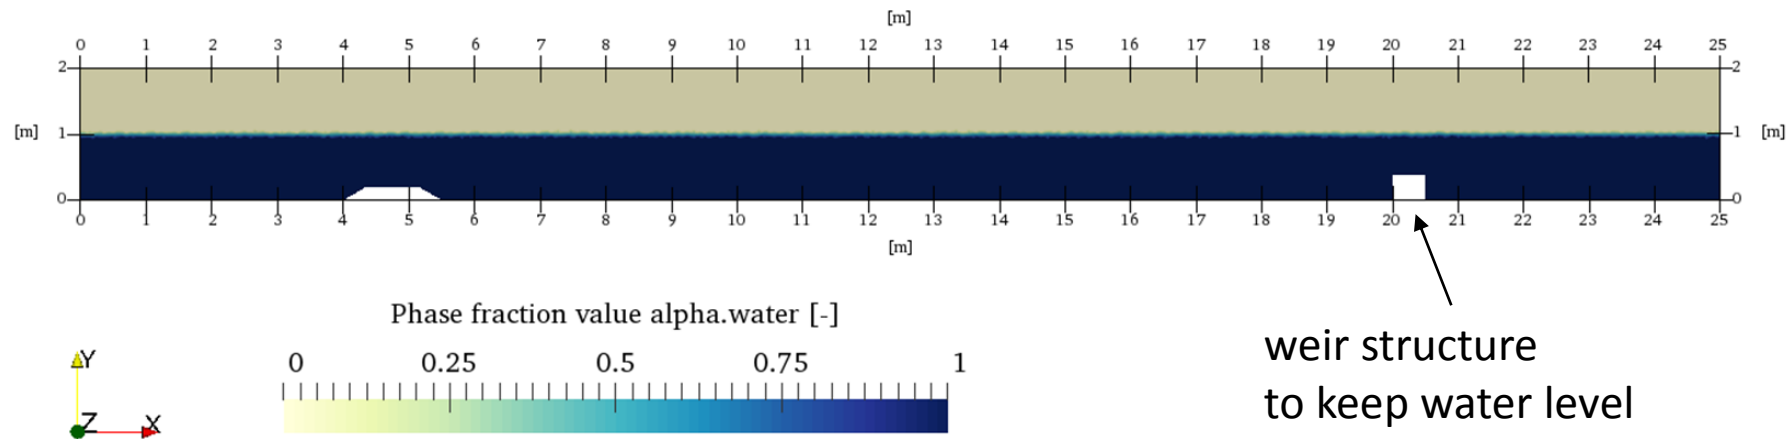 [m]
0 1 2 3 4 5 6 7 8 9 10 11 12 13 14 15 16 17 18 19 20 21 22 23 24 25
2 2
[m] 1 1 [m]
0 0
0 1 2 3 4 5 6 7 8 9 10 11 12 13 14 15 16 17 18 19 20 21 22 23 24 25
[m]
Phase fraction value alpha.water [-]
0 0.25 0.5 0.75 1
Y
Z X
weir structure
to keep water level